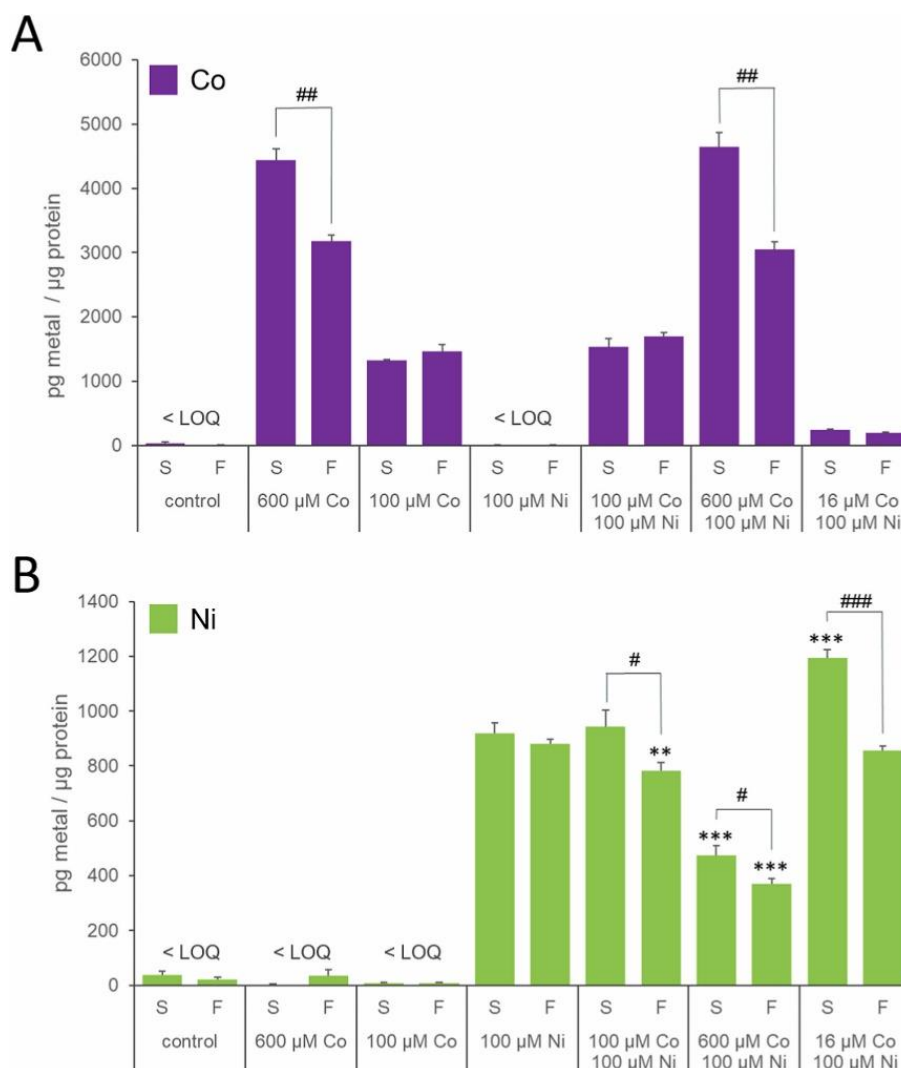 A
Co
6000
5000
4000
3000
2000
1000
0
pg metal / µg protein
##
##
< LOQ
< LOQ
S F S F S F S F S F S F S F
control 600 µM Co 100 µM Co 100 µM Ni 100 µM Co 600 µM Co 16 µM Co
100 µM Ni 100 µM Ni 100 µM Ni
B
Ni
1400
1200
1000
800
600
400
200
0
pg metal / µg protein
###
***
#
**
#
***
***
< LOQ
< LOQ
< LOQ
S F S F S F S F S F S F S F
control 600 µM Co 100 µM Co 100 µM Ni 100 µM Co 600 µM Co 16 µM Co
100 µM Ni 100 µM Ni 100 µM Ni